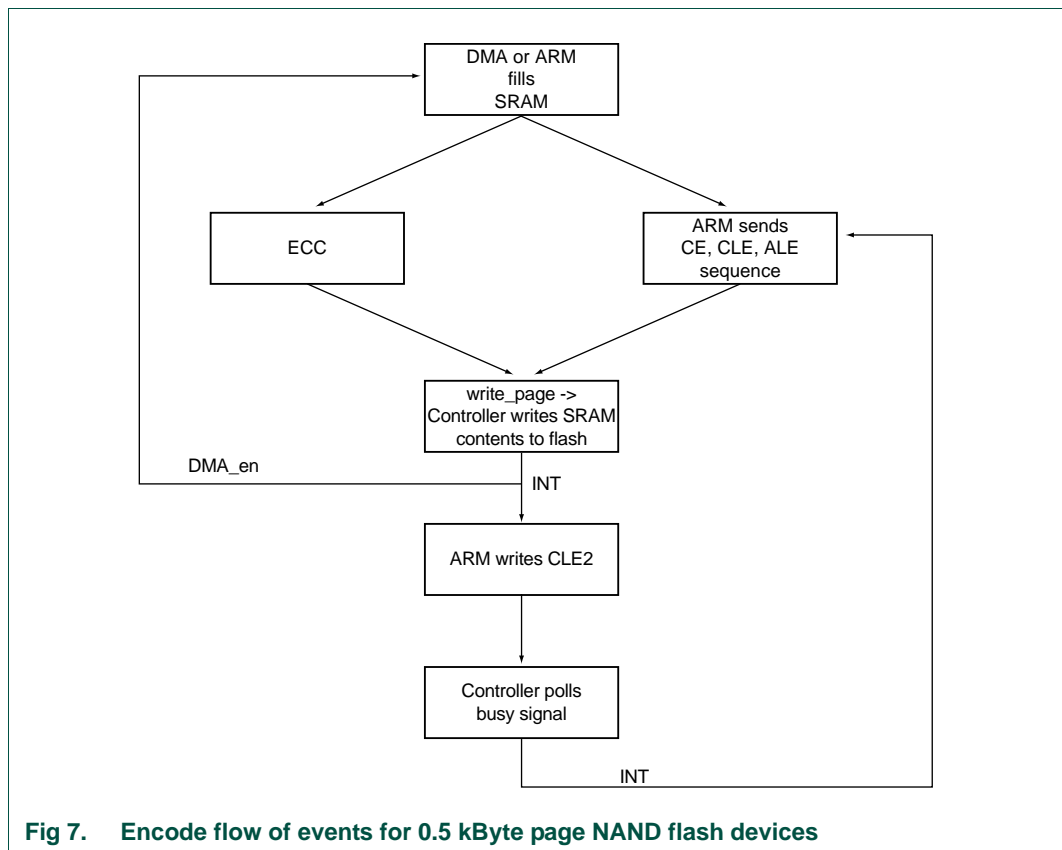 DMA or ARM
fills
SRAM
ECC
ARM sends
CE, CLE, ALE
sequence
write_page ->
Controller writes SRAM
contents to flash
DMA_en
INT
ARM writes CLE2
Controller polls
busy signal
INT
Fig 7. Encode flow of events for 0.5 kByte page NAND flash devices